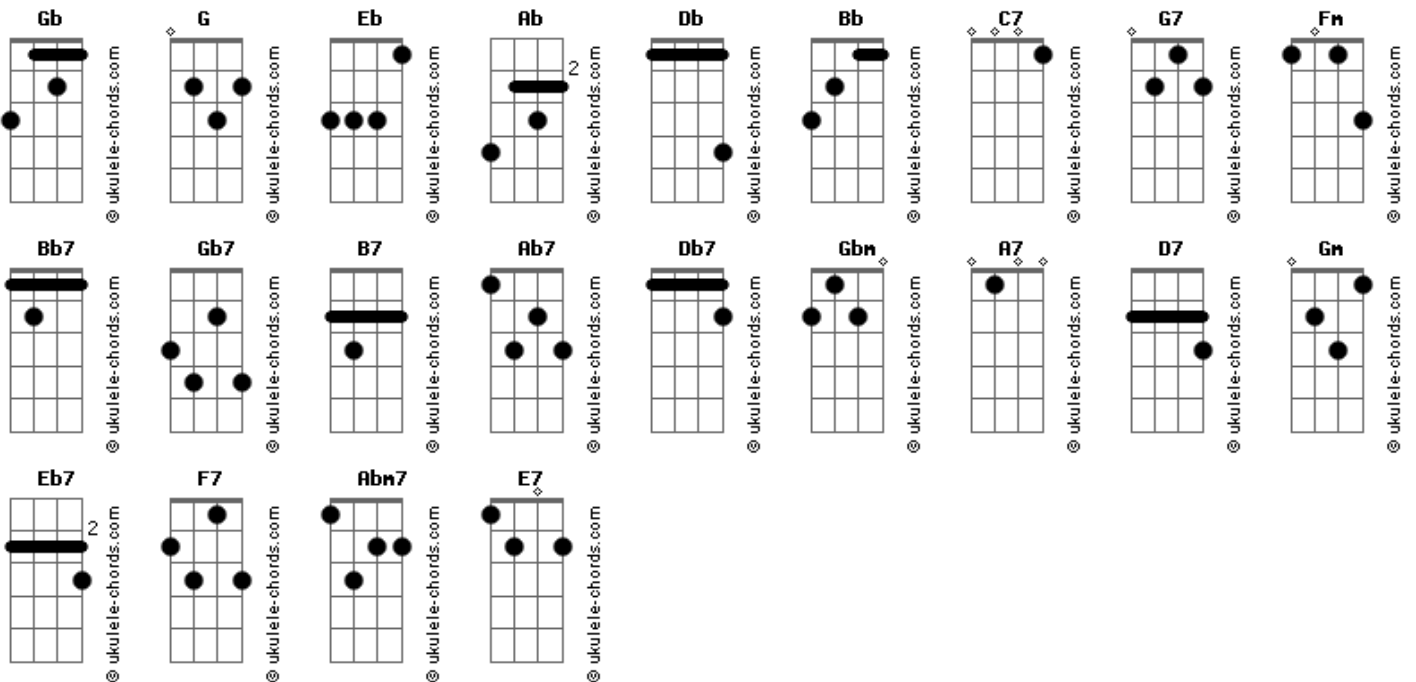 Gb G Eb Ab Db Bb C7 G7 Fm
2
© ukulele-chords.com © ukulele-chords.com © ukulele-chords.com © ukulele-chords.com © ukulele-chords.com © ukulele-chords.com © ukulele-chords.com © ukulele-chords.com © ukulele-chords.com
Bb7 Gb7 B7 Ab7 Db7 Gbm A7 D7 Gm
© ukulele-chords.com © ukulele-chords.com © ukulele-chords.com © ukulele-chords.com © ukulele-chords.com © ukulele-chords.com © ukulele-chords.com © ukulele-chords.com © ukulele-chords.com
Eb7 F7 Abm7 E7
2
© ukulele-chords.com © ukulele-chords.com © ukulele-chords.com © ukulele-chords.com